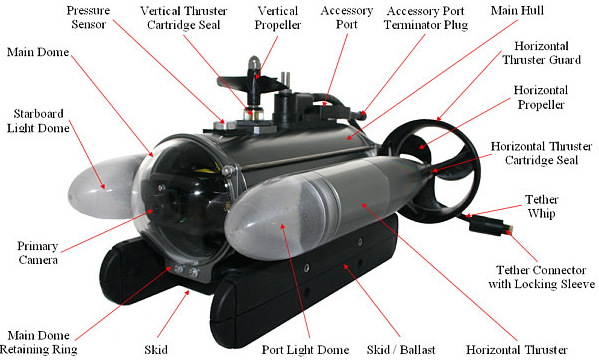 Pressure
Sensor
Vertical Thruster
Cartridge Seal
Vertical
Propeller
Accessory
Port
Accessory Port
Terminator Plug
Main Hull
Main Dome
Horizontal
Thruster Guard
Horizontal
Propeller
Starboard
Light Dome
Horizontal Thruster
Cartridge Seal
Tether
Whip
Primary
Camera
Tether Connector
with Locking Sleeve
Main Dome
Retaining Ring
Skid
Port Light Dome
Skid / Ballast
Horizontal Thruster